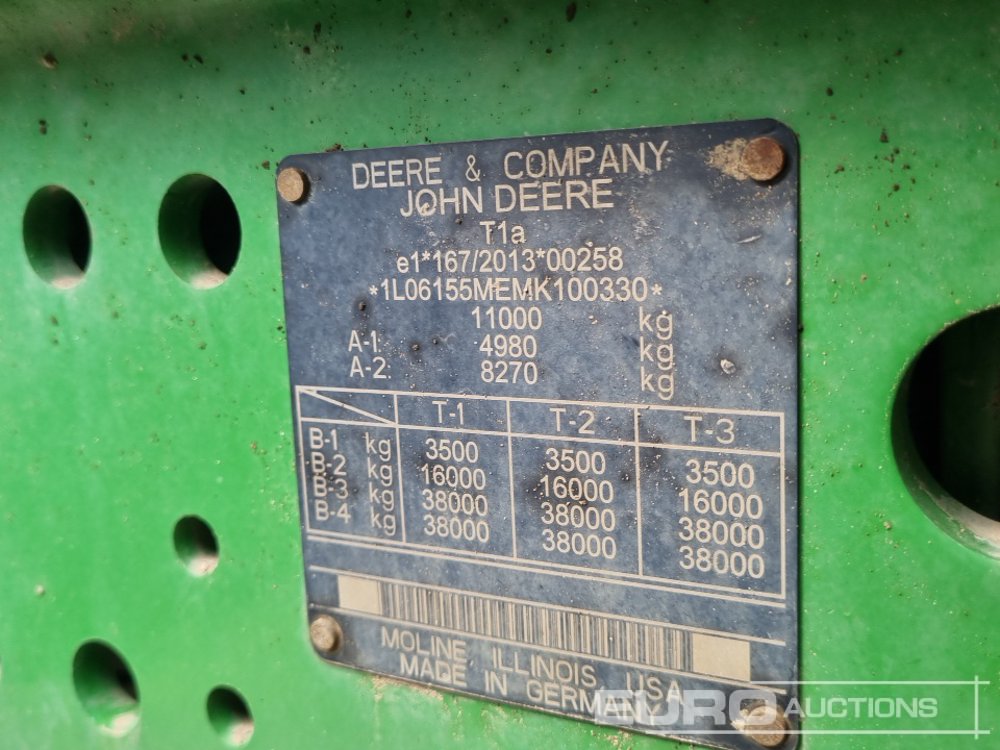 DEERE & COMPANY
JOHN DEERE
T1a
e1*167/2013*00258
*1L06155MEMK100330*
11000 kg
A-1: 4980 kg
A-2: 8270 kg
T-1 T-2 T-3
B-1 kg 3500 3500 3500
B-2 kg 16000 16000 16000
B-3 kg 38000 38000 38000
B-4 kg 38000 38000 38000
MOLINE, ILLINOIS, USA
MADE IN GERMANY
EURO AUCTIONS